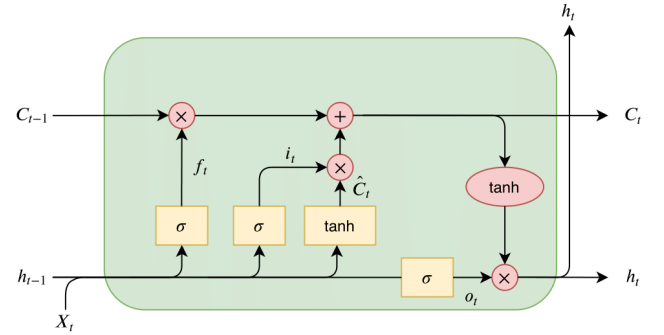 h_t
C_{t-1} × + C_t
f_t i_t ×
Ĉ_t tanh
σ σ tanh
h_{t-1} σ × h_t
o_t
X_t